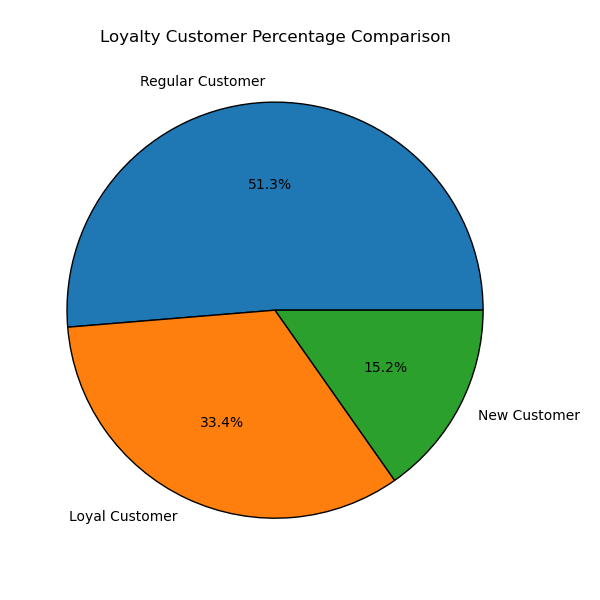 Loyalty Customer Percentage Comparison
Regular Customer
51.3%
15.2%
33.4%
New Customer
Loyal Customer